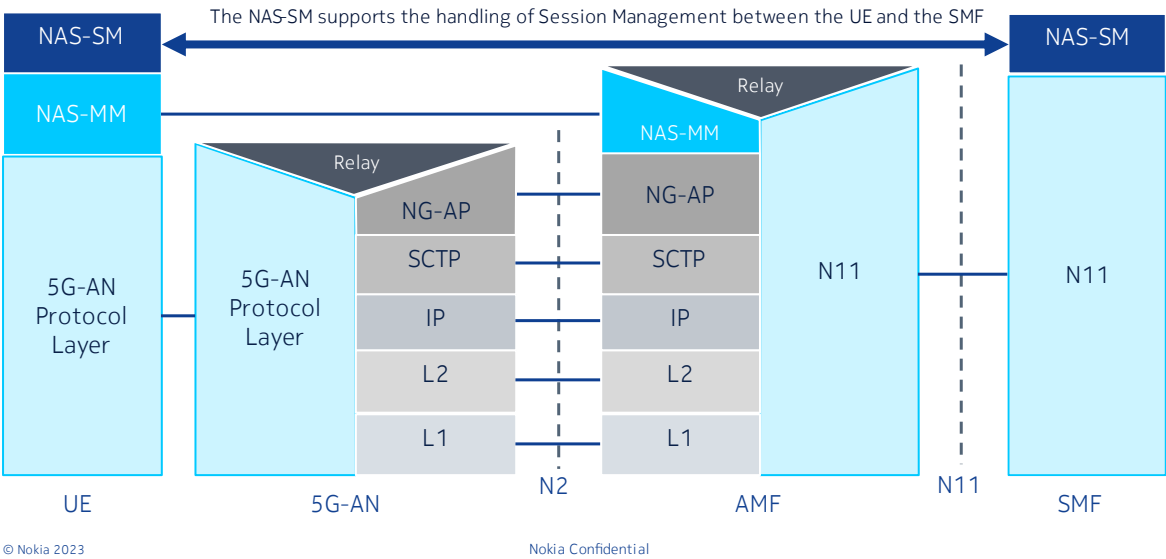 The NAS-SM supports the handling of Session Management between the UE and the SMF
NAS-SM
NAS-SM
NAS-MM
Relay
NAS-MM
Relay
NG-AP
NG-AP
SCTP
SCTP
5G-AN
Protocol
Layer
5G-AN
Protocol
Layer
N11
N11
IP
IP
L2
L2
L1
L1
N2
N11
UE
5G-AN
AMF
SMF
© Nokia 2023
Nokia Confidential